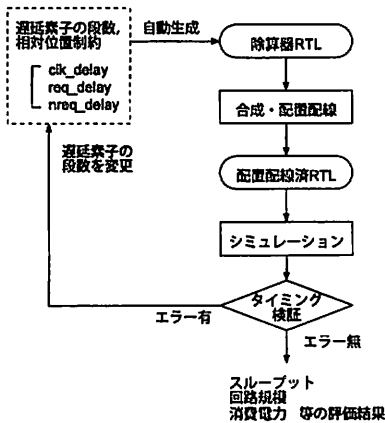 遅延素子の段数,
相対位置制約
clk_delay
req_delay
nreq_delay
自動生成
除算器RTL
合成・配置配線
配置配線済RTL
シミュレーション
タイミング
検証
遅延素子の
段数を変更
エラー有
エラー無
スループット
回路規模
消費電力 等の評価結果